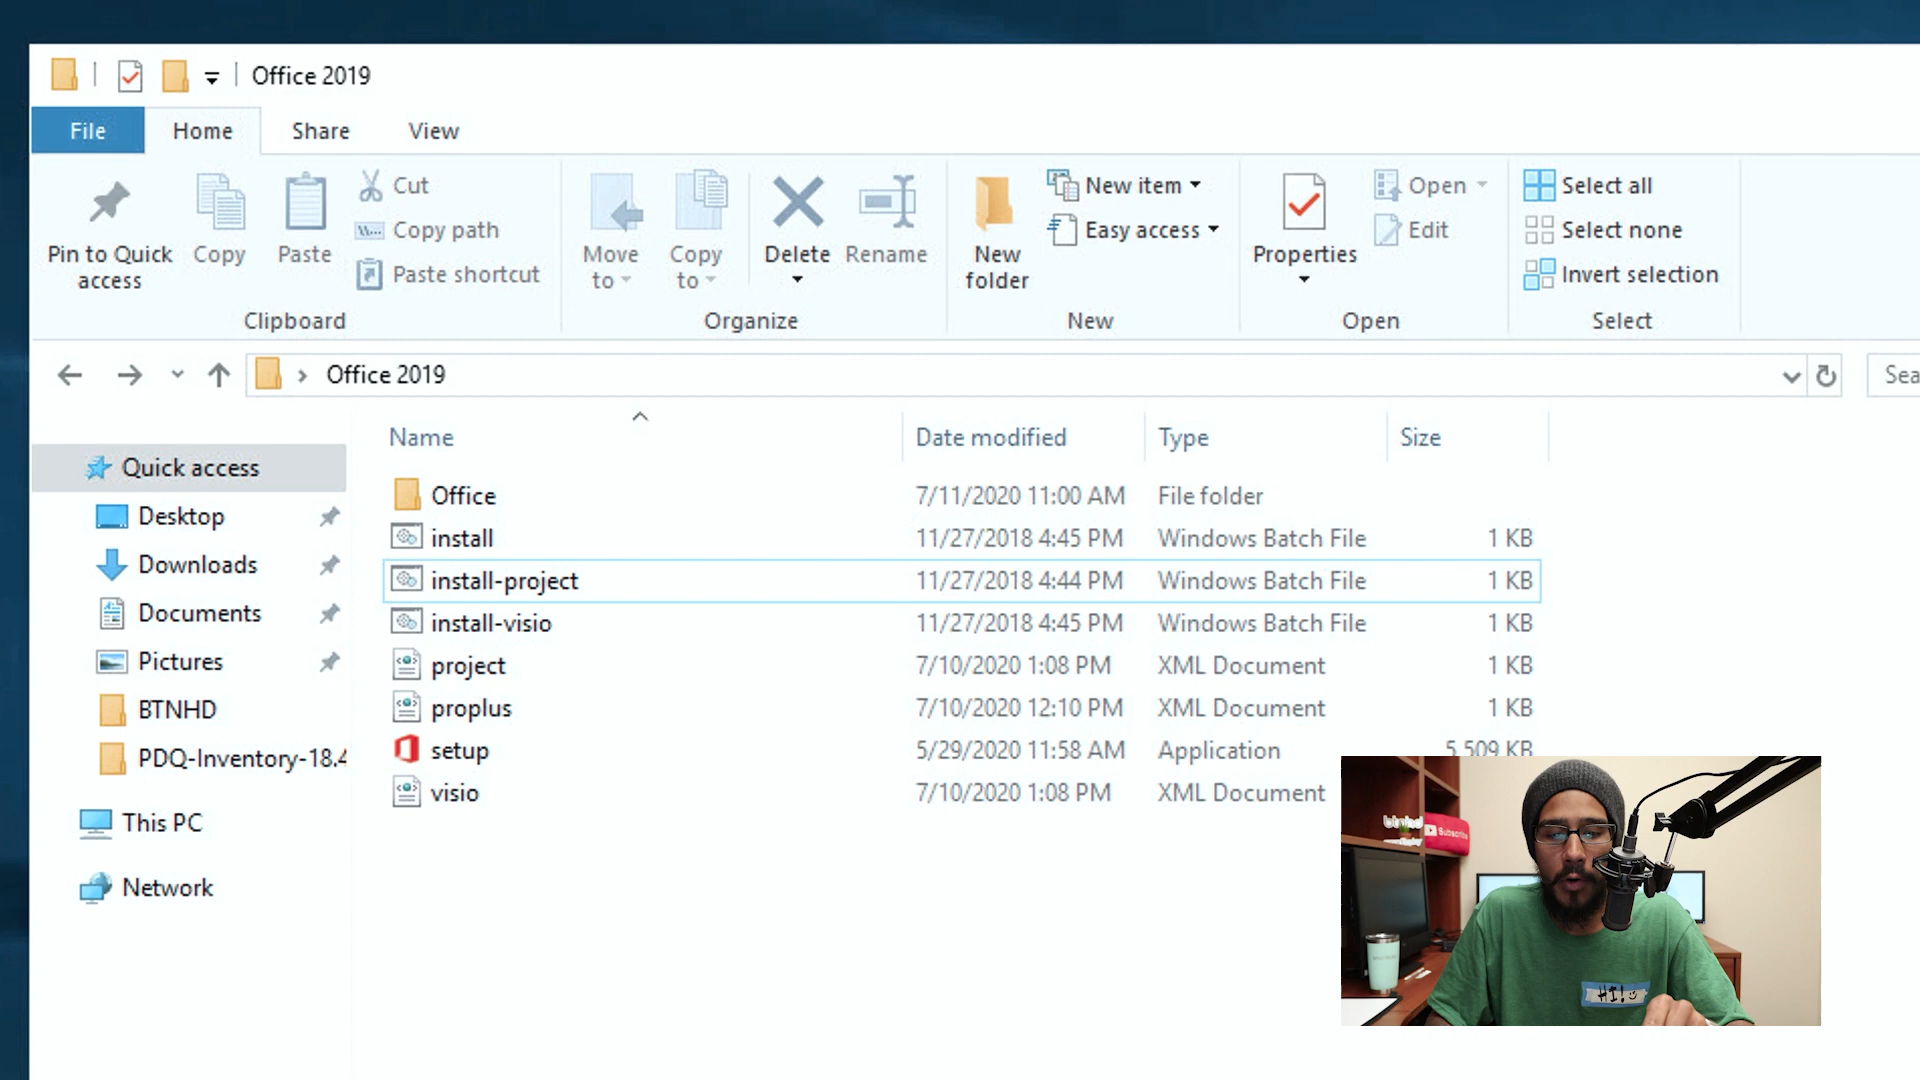 Office 2019
File Home Share View
Pin to Quick access
Copy
Paste
Cut
Copy path
Paste shortcut
Clipboard
Move to
Copy to
Delete
Rename
Organize
New folder
New item
Easy access
New
Properties
Open
Edit
Open
Select all
Select none
Invert selection
Select
Office 2019
Sea
Name Date modified Type Size
Quick access
Desktop
Downloads
Documents
Pictures
BTNHD
PDQ-Inventory-18.4
This PC
Network
Office 7/11/2020 11:00 AM File folder
install 11/27/2018 4:45 PM Windows Batch File 1 KB
install-project 11/27/2018 4:44 PM Windows Batch File 1 KB
install-visio 11/27/2018 4:45 PM Windows Batch File 1 KB
project 7/10/2020 1:08 PM XML Document 1 KB
proplus 7/10/2020 12:10 PM XML Document 1 KB
setup 5/29/2020 11:58 AM Application 5,509 KB
visio 7/10/2020 1:08 PM XML Document
btnhd
Subscribe
HI!